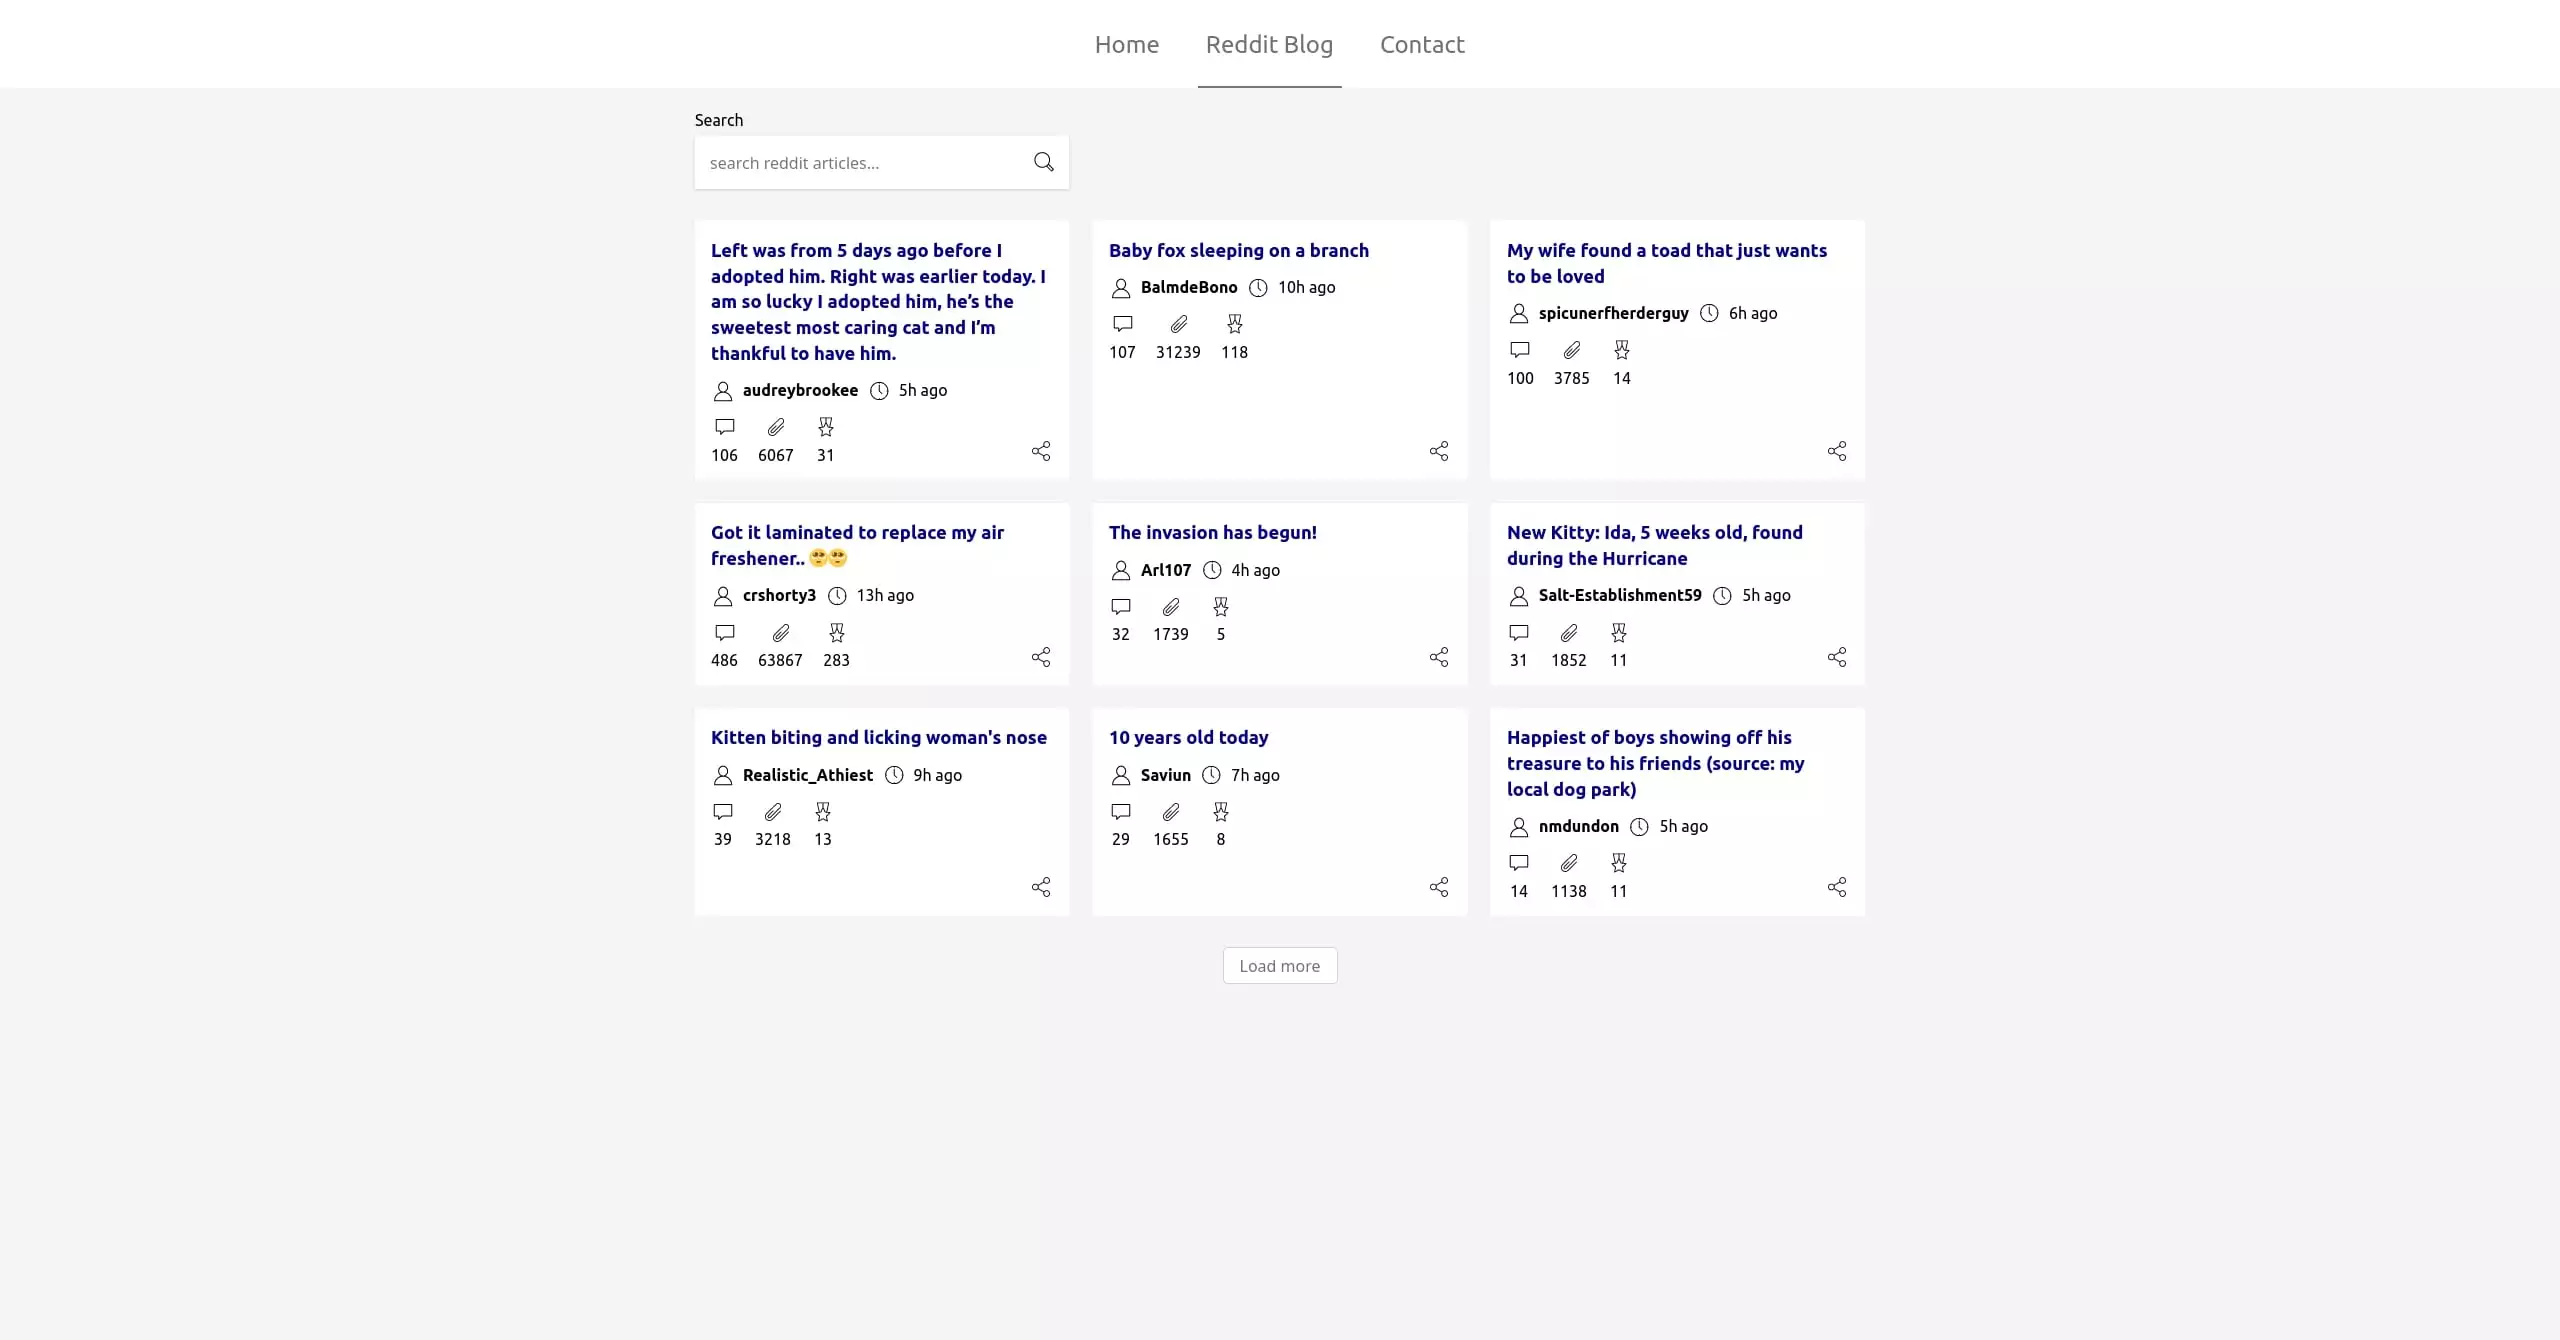 Home Reddit Blog Contact
Search
search reddit articles...
Left was from 5 days ago before I
adopted him. Right was earlier today. I
am so lucky I adopted him, he’s the
sweetest most caring cat and I’m
thankful to have him.
audreybrookee 5h ago
106 6067 31
Baby fox sleeping on a branch
BalmdeBono 10h ago
107 31239 118
My wife found a toad that just wants
to be loved
spicunerfherderguy 6h ago
100 3785 14
Got it laminated to replace my air
freshener.. 🥺🥺
crshorty3 13h ago
486 63867 283
The invasion has begun!
Arl107 4h ago
32 1739 5
New Kitty: Ida, 5 weeks old, found
during the Hurricane
Salt-Establishment59 5h ago
31 1852 11
Kitten biting and licking woman's nose
Realistic_Athiest 9h ago
39 3218 13
10 years old today
Saviun 7h ago
29 1655 8
Happiest of boys showing off his
treasure to his friends (source: my
local dog park)
nmdundon 5h ago
14 1138 11
Load more